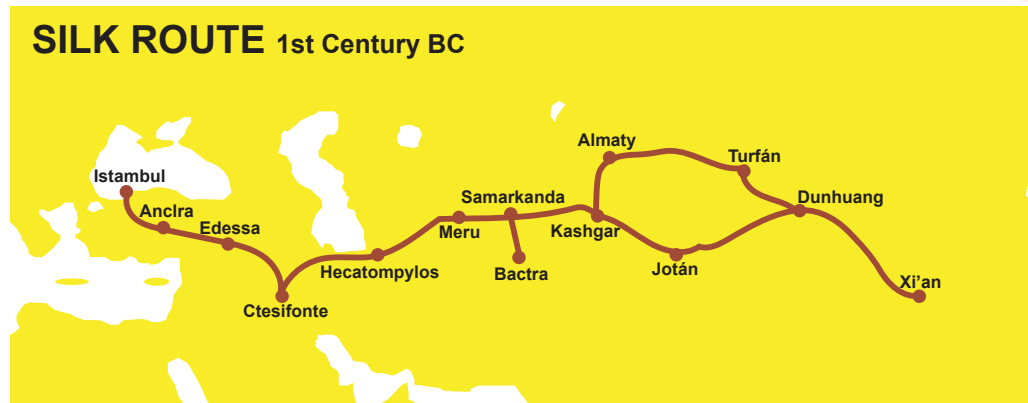 SILK ROUTE 1st Century BC
Istambul
Anclra
Edessa
Ctesifonte
Hecatompylos
Meru
Samarkanda
Bactra
Kashgar
Almaty
Jotán
Turfán
Dunhuang
Xi'an